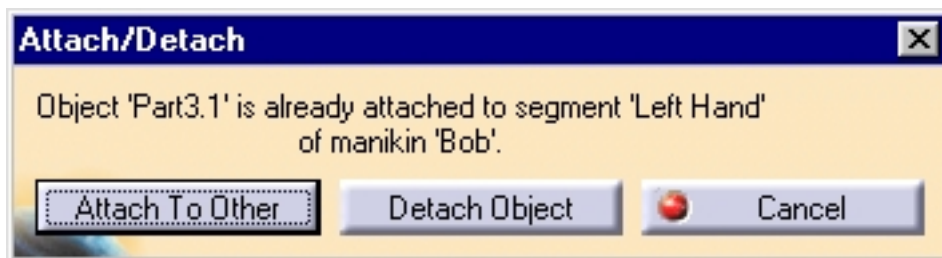 Attach/Detach
Object 'Part3.1' is already attached to segment 'Left Hand'
of manikin 'Bob'.
Attach To Other
Detach Object
Cancel